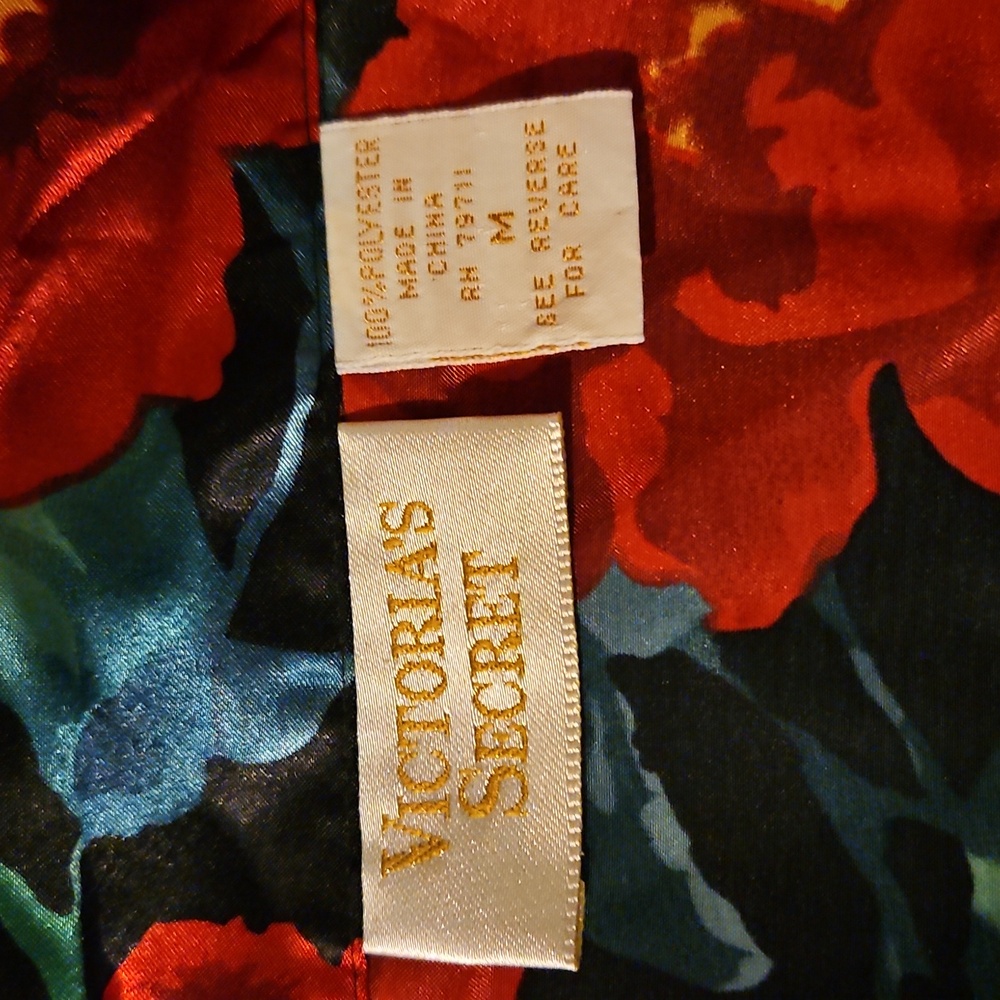 100% POLYESTER
MADE IN
CHINA
RN 79711
M
SEE REVERSE
FOR CARE
VICTORIA'S
SECRET